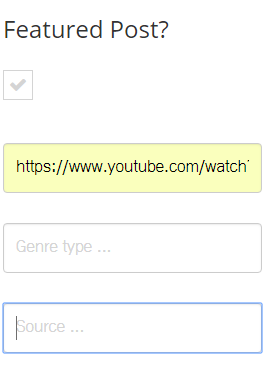 Featured Post?
https://www.youtube.com/watch
Genre type ...
Source ...